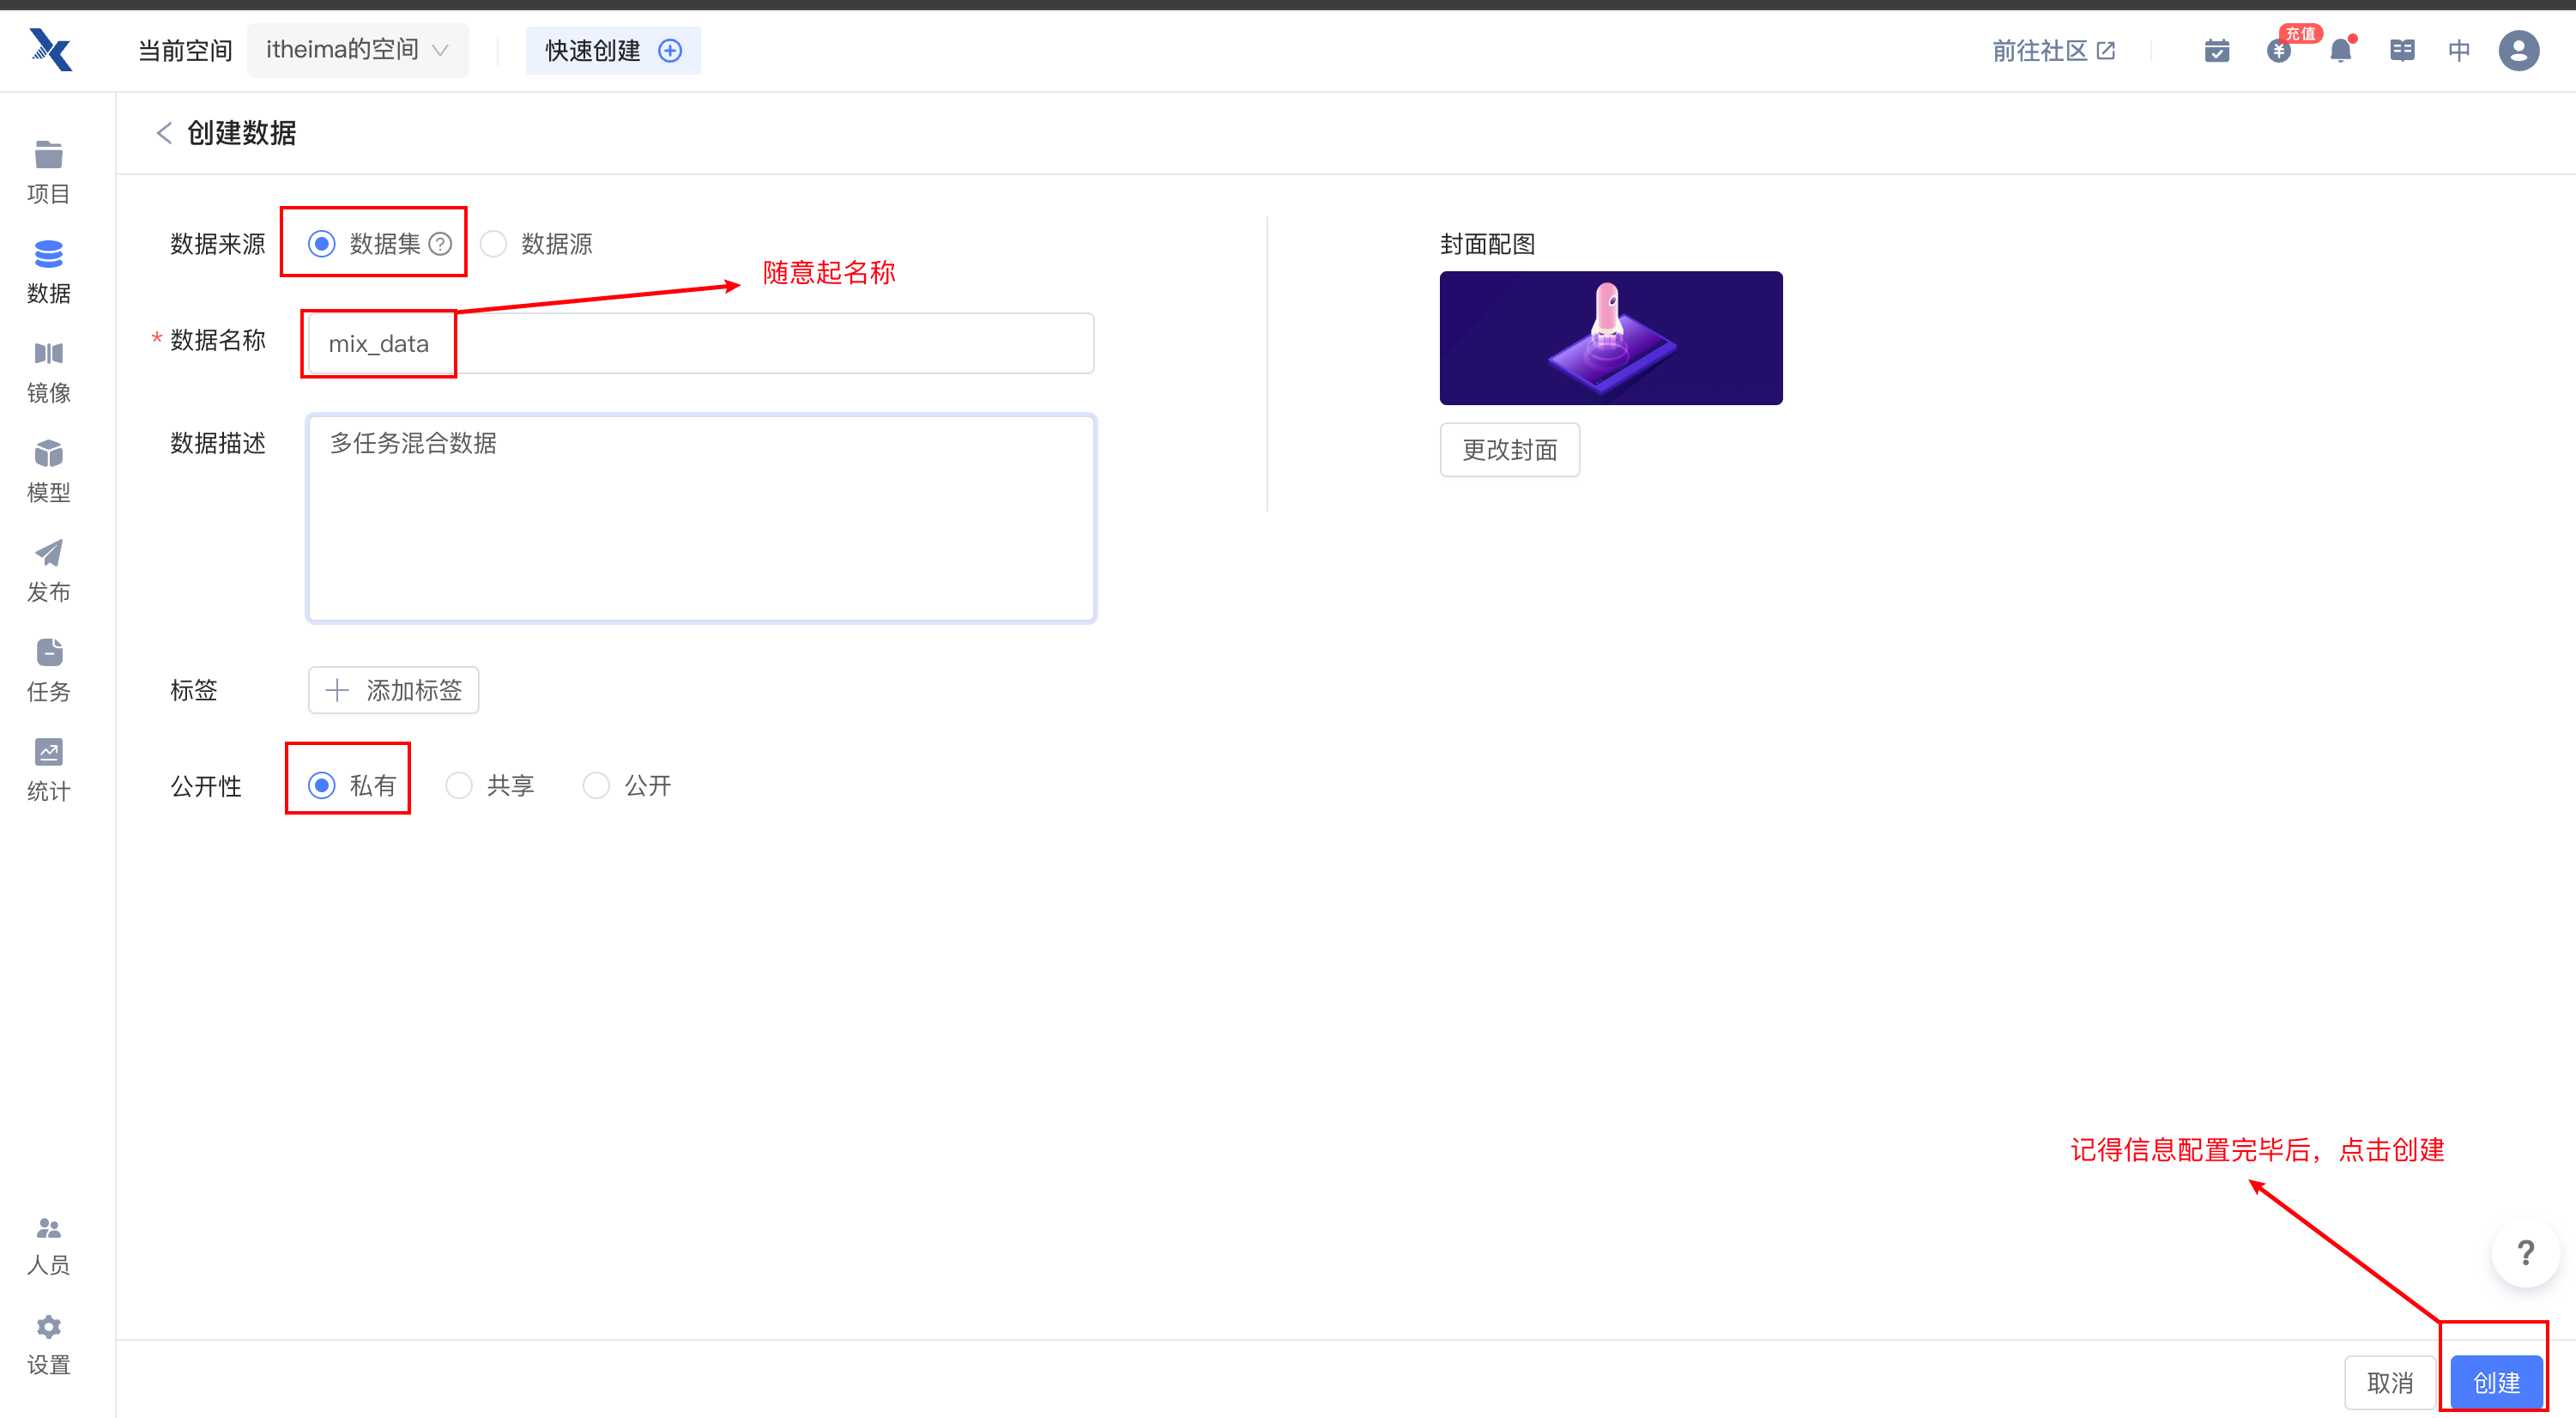 当前空间 itheima的空间 快速创建 前往社区 充值 中
创建数据
项目
数据
镜像
模型
发布
任务
统计
人员
设置
数据来源 数据集 ? 数据源
随意起名称
* 数据名称 mix_data
数据描述 多任务混合数据
标签 添加标签
公开性 私有 共享 公开
封面配图
更改封面
记得信息配置完毕后，点击创建
?
取消 创建